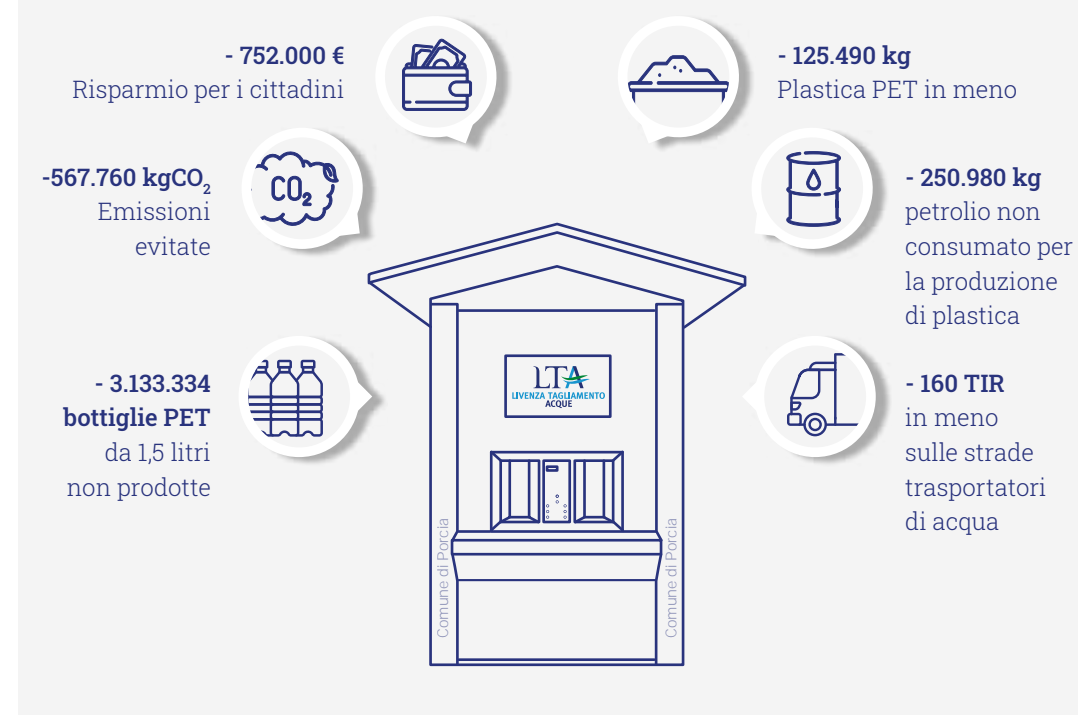 - 752.000 €
Risparmio per i cittadini
- 125.490 kg
Plastica PET in meno
-567.760 kgCO₂
Emissioni
evitate
CO₂
- 250.980 kg
petrolio non
consumato per
la produzione
di plastica
- 3.133.334
bottiglie PET
da 1,5 litri
non prodotte
LTA
LIVENZA TAGLIAMENTO
ACQUE
- 160 TIR
in meno
sulle strade
trasportatori
di acqua
Comune di Porcia
Comune di Porcia